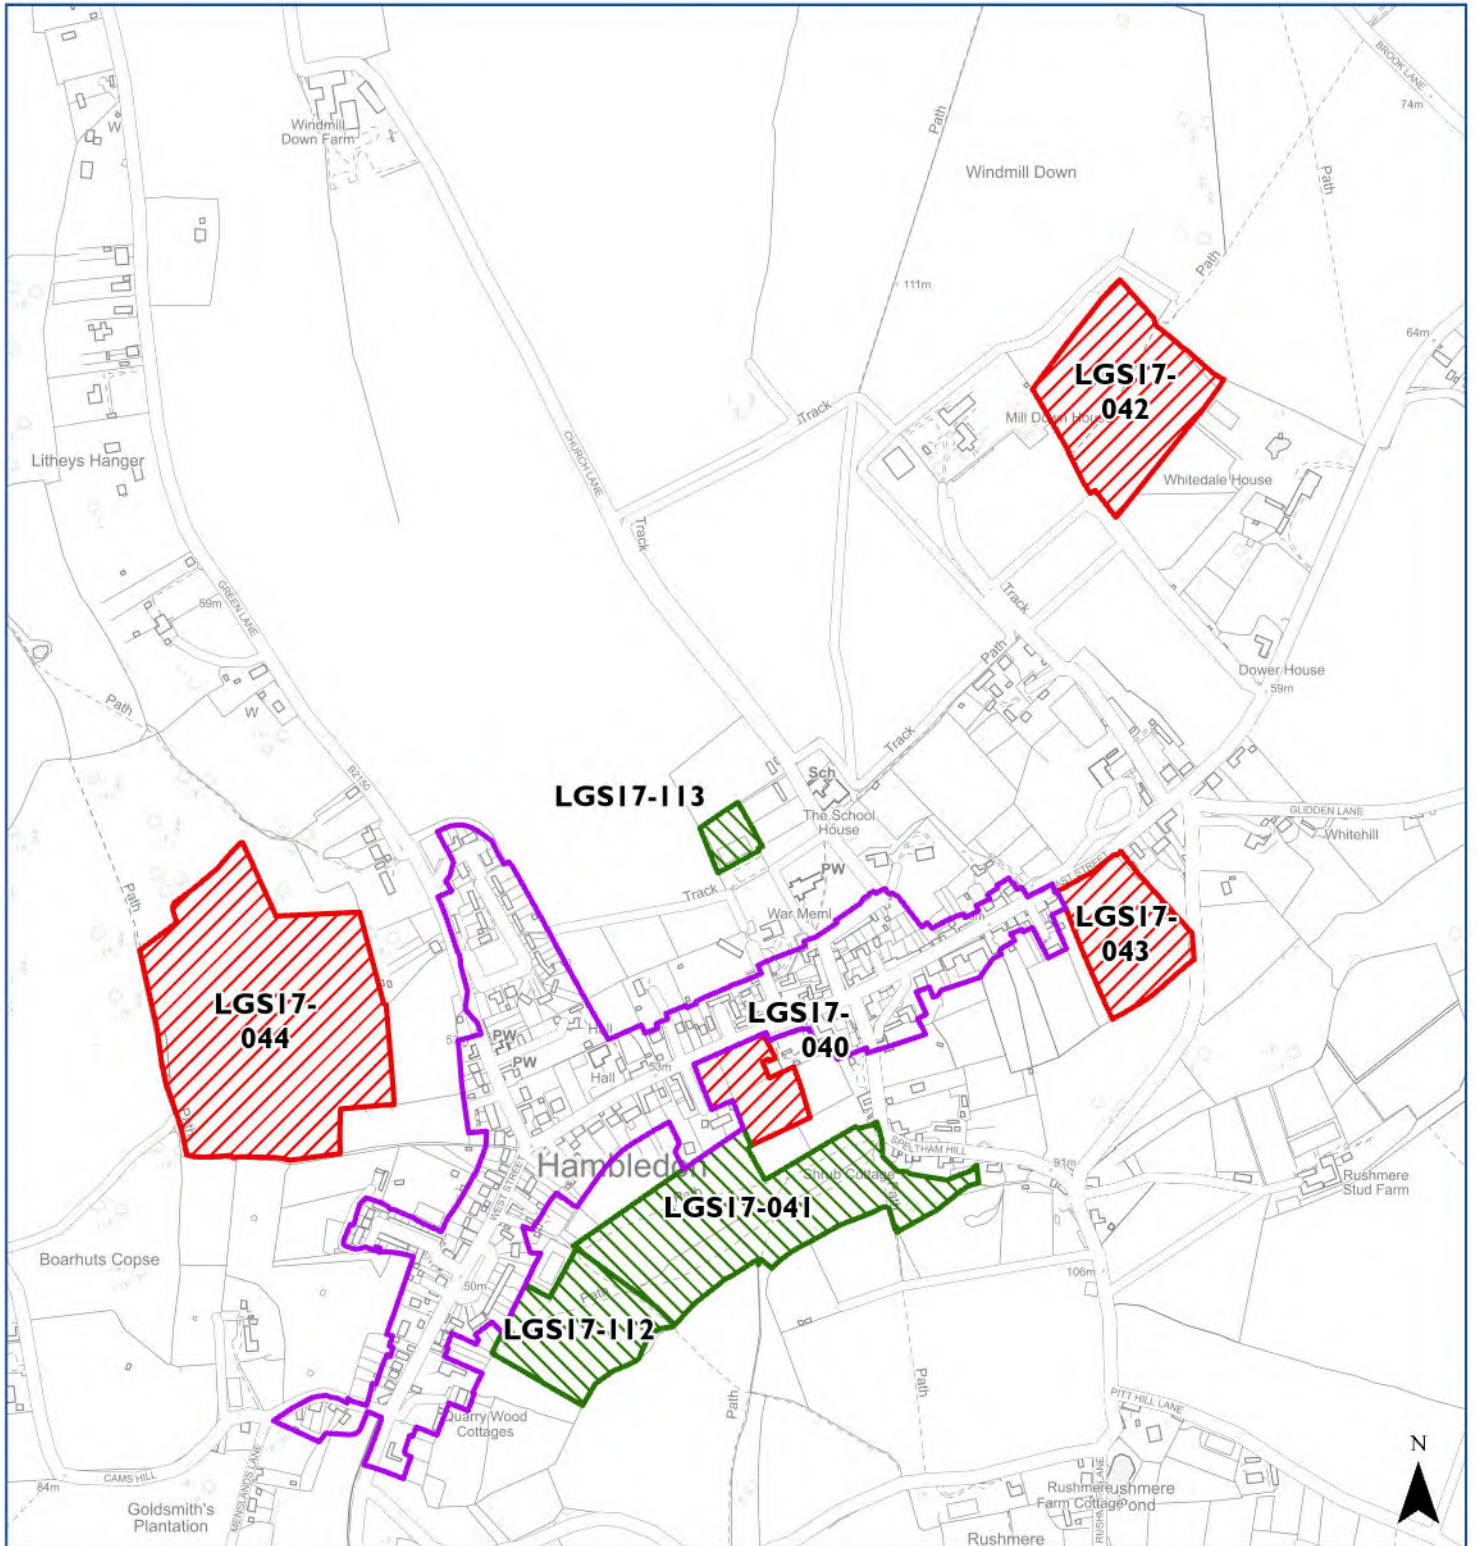 BROOK LANE
74m
Windmill
Down Farm
W
Path
Windmill Down
Path
Path
111m
64m
LGS17-
042
Mill Down House
Track
CHURCH LANE
Litheys Hanger
Whitedale House
Track
GREEN LANE
59m
Track
Path
Dower House
59m
Path
W
B2150
Track
Sch
LGS17-113
The School
House
GLIDDEN LANE
Whitehill
EAST STREET
PW
Track
Path
War Meml
LGS17-
043
LGS17-
044
LGS17-
040
Hall
PW
PW
Hall
53m
Path
SPELTHAM HILL
91m
Hambledon
Shrub Cottage
Rushmere
Stud Farm
WEST STREET
Path
Path
LGS17-041
Boarhuts Copse
50m
106m
Path
LGS17-112
Path
Path
PITT HILL LANE
Quarry Wood
Cottages
N
CAMS HILL
84m
MENSLANDS LANE
Goldsmith's
Plantation
Rushmere
Farm Cottage
Rushmere